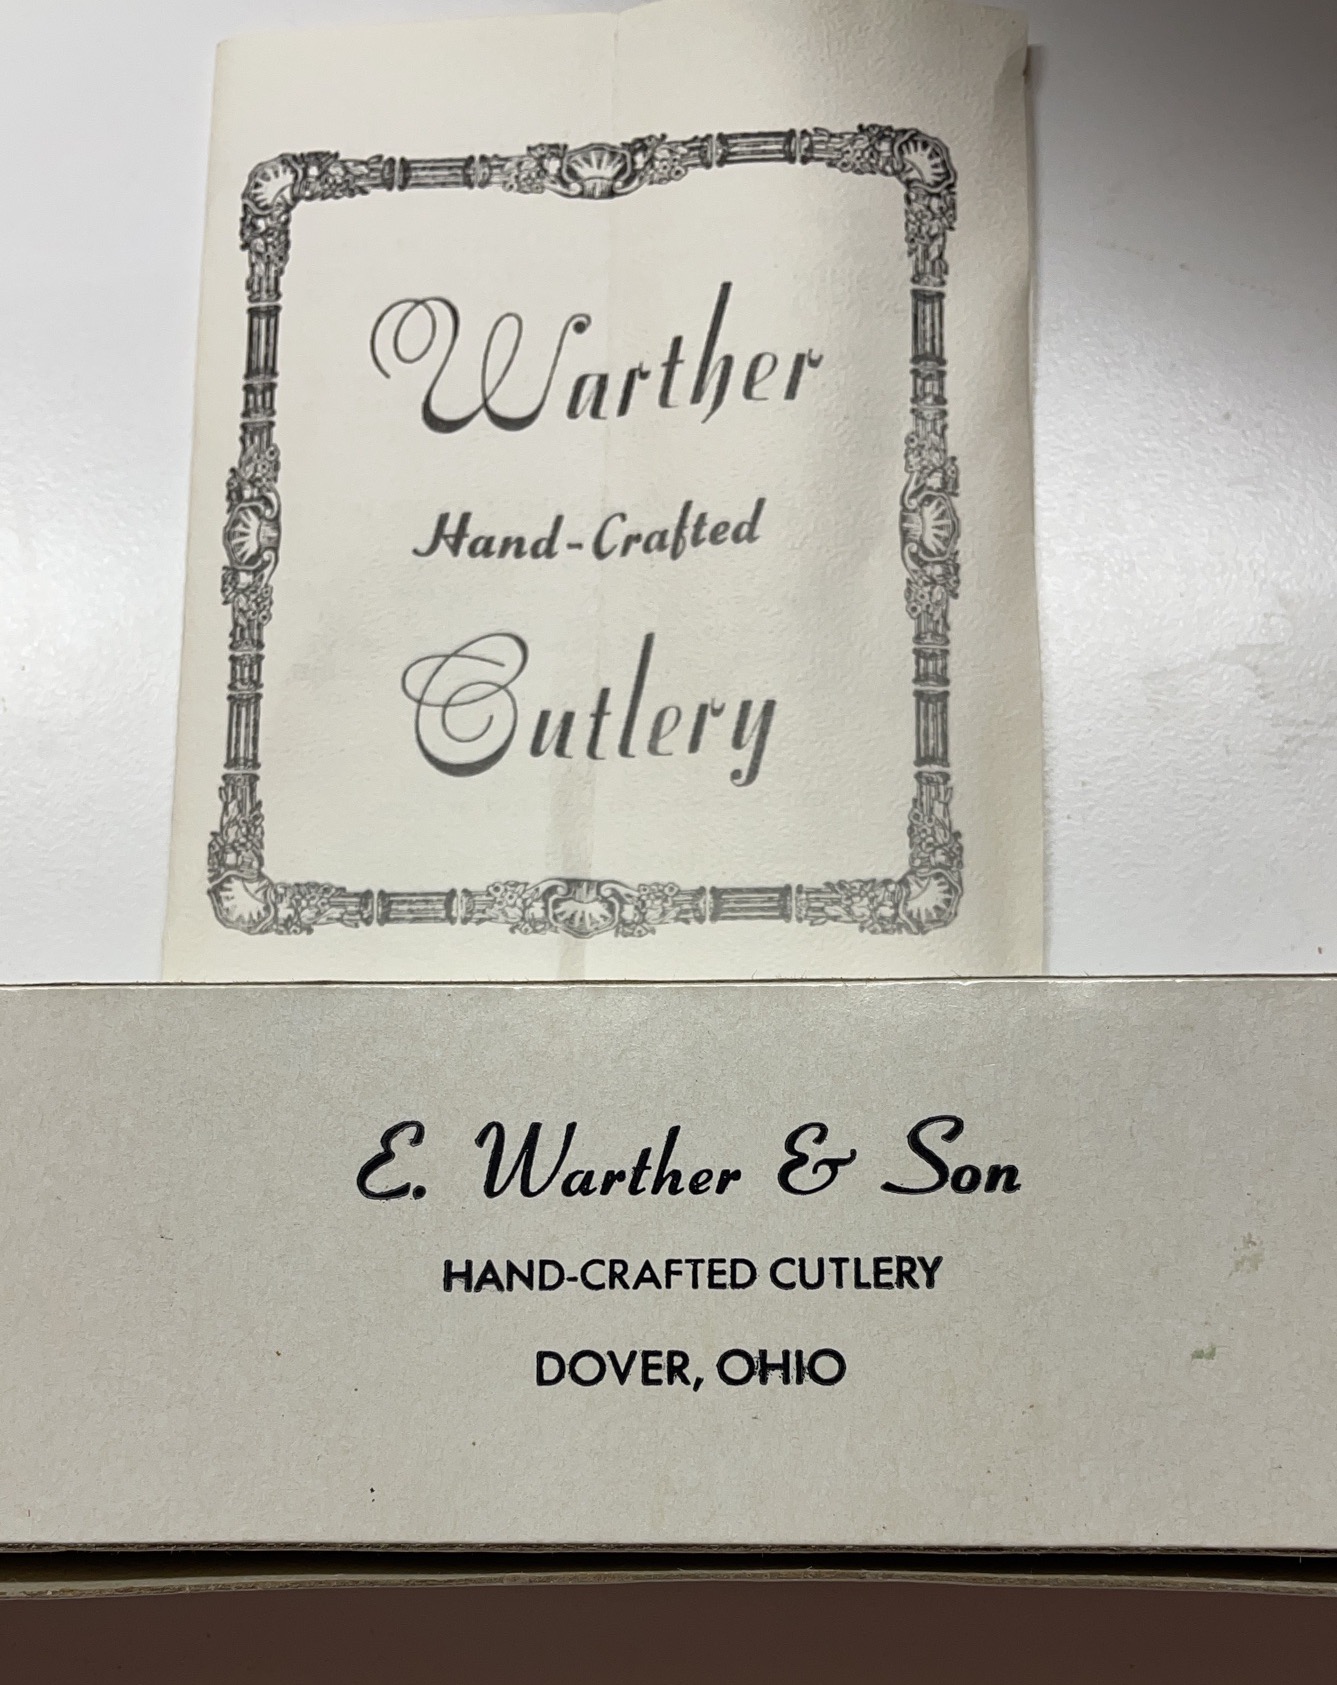 Warther
Hand-Crafted
Cutlery
E. Warther & Son
HAND-CRAFTED CUTLERY
DOVER, OHIO